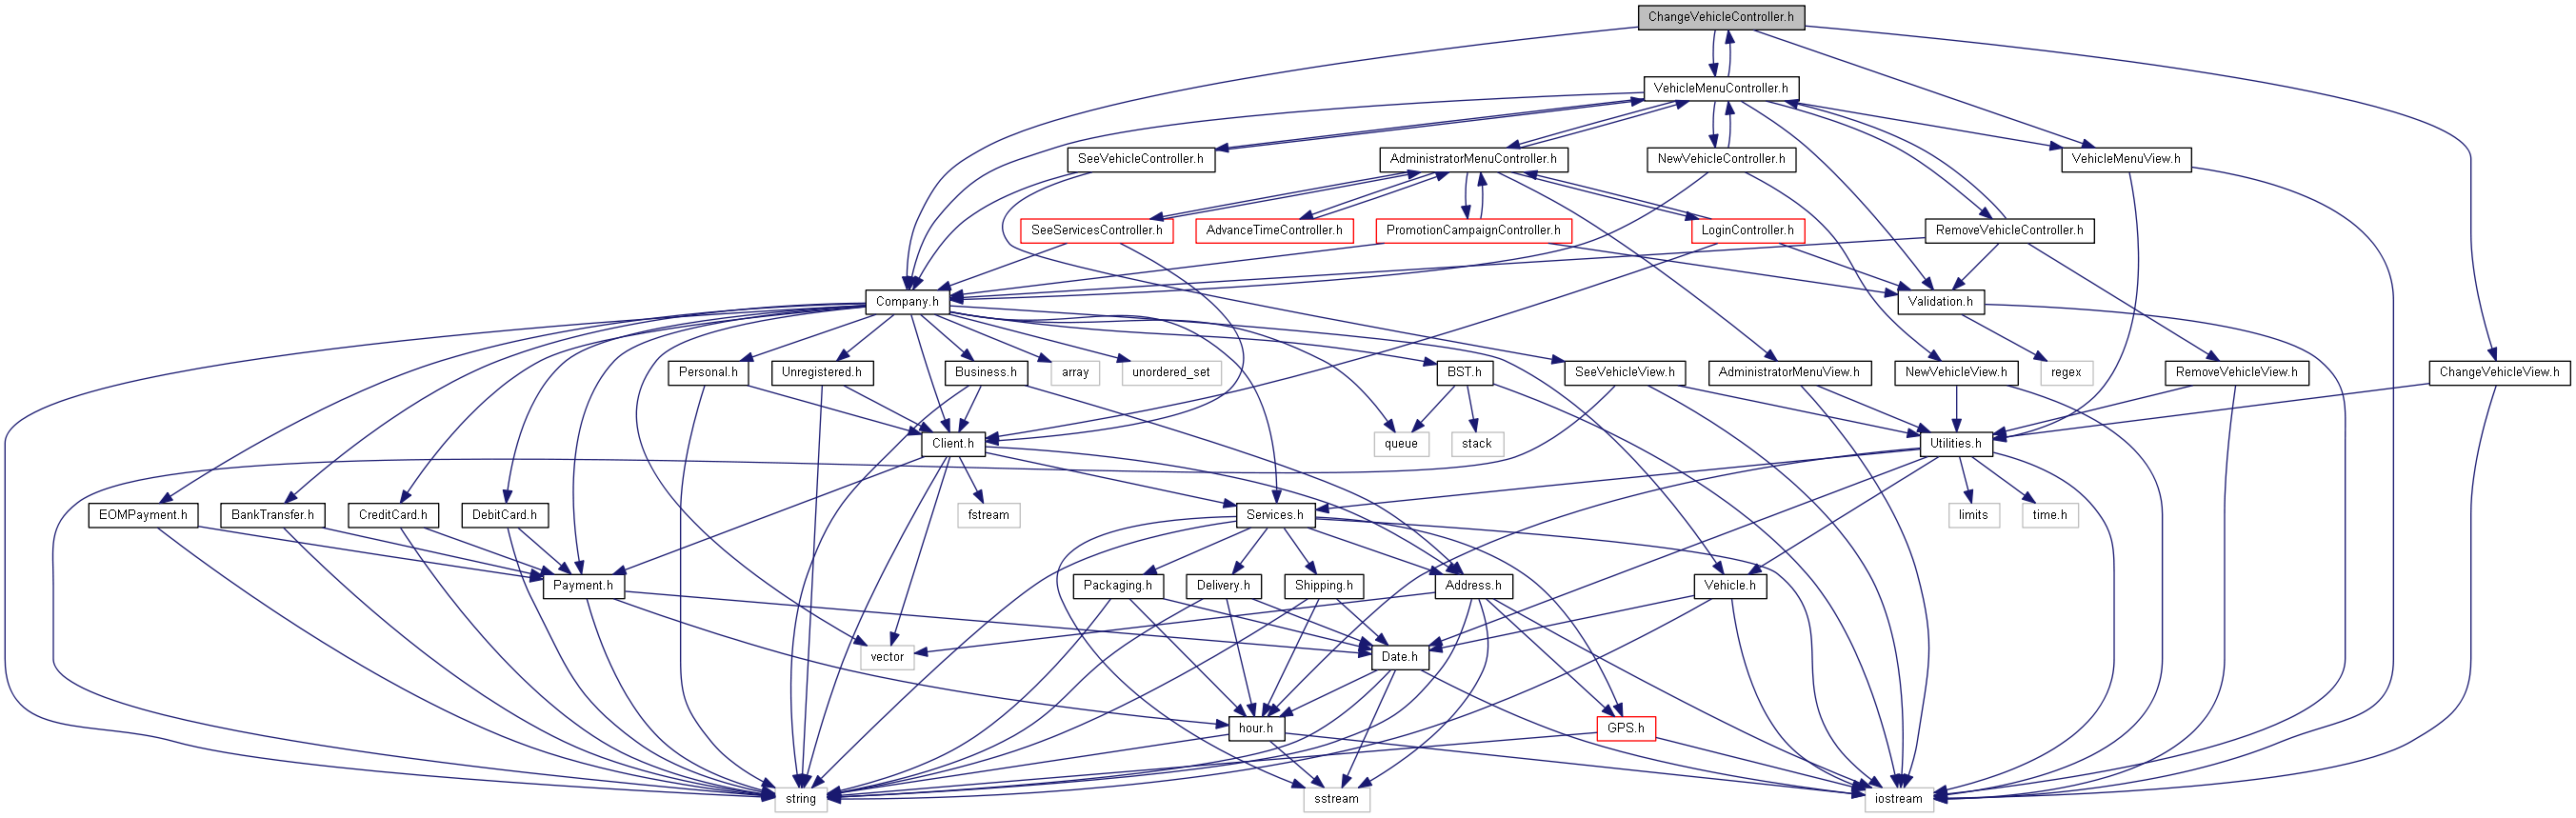 ChangeVehicleController.h
VehicleMenuController.h
SeeVehicleController.h
AdministratorMenuController.h
NewVehicleController.h
VehicleMenuView.h
SeeServicesController.h
AdvanceTimeController.h
PromotionCampaignController.h
LoginController.h
RemoveVehicleController.h
Company.h
Validation.h
Personal.h
Unregistered.h
Business.h
array
unordered_set
BST.h
SeeVehicleView.h
AdministratorMenuView.h
NewVehicleView.h
regex
RemoveVehicleView.h
ChangeVehicleView.h
Client.h
queue
stack
Utilities.h
EOMPayment.h
BankTransfer.h
CreditCard.h
DebitCard.h
fstream
Services.h
limits
time.h
Payment.h
Packaging.h
Delivery.h
Shipping.h
Address.h
Vehicle.h
vector
Date.h
hour.h
GPS.h
string
sstream
iostream